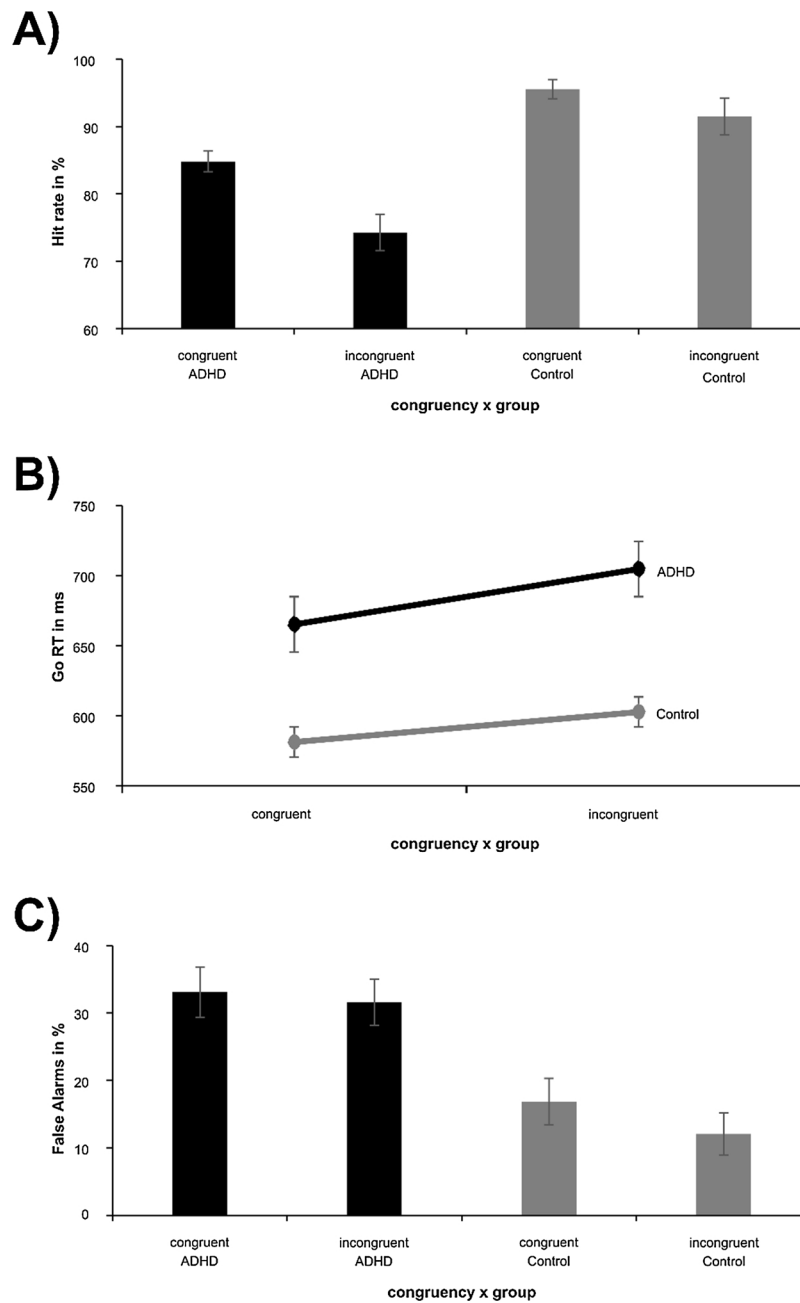 A)
100
90
80
70
60
Hit rate in %
congruent
ADHD
incongruent
ADHD
congruent
Control
incongruent
Control
congruency x group
B)
750
700
650
600
550
Go RT in ms
ADHD
Control
congruent
incongruent
congruency x group
C)
40
30
20
10
0
False Alarms in %
congruent
ADHD
incongruent
ADHD
congruent
Control
incongruent
Control
congruency x group